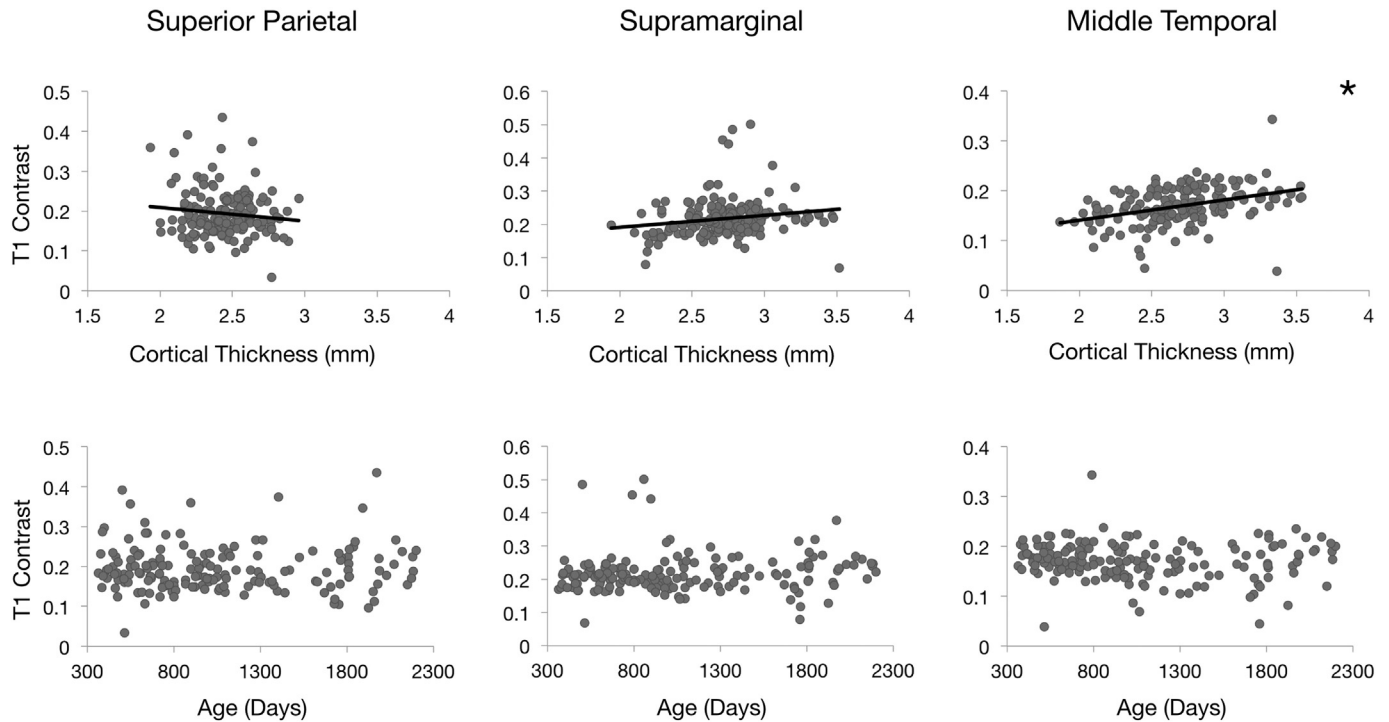 Superior Parietal Supramarginal Middle Temporal
*
0.5 0.6 0.4
0.4 0.5 0.3
0.3 0.4 0.2
0.2 0.3 0.1
0.1 0.2 0
0 0.1
0
T1 Contrast
1.5 2 2.5 3 3.5 4 1.5 2 2.5 3 3.5 4 1.5 2 2.5 3 3.5 4
Cortical Thickness (mm) Cortical Thickness (mm) Cortical Thickness (mm)
0.5 0.6 0.4
0.4 0.5 0.3
0.3 0.4 0.2
0.2 0.3 0.1
0.1 0.2 0
0 0.1
0
T1 Contrast
300 800 1300 1800 2300 300 800 1300 1800 2300 300 800 1300 1800 2300
Age (Days) Age (Days) Age (Days)